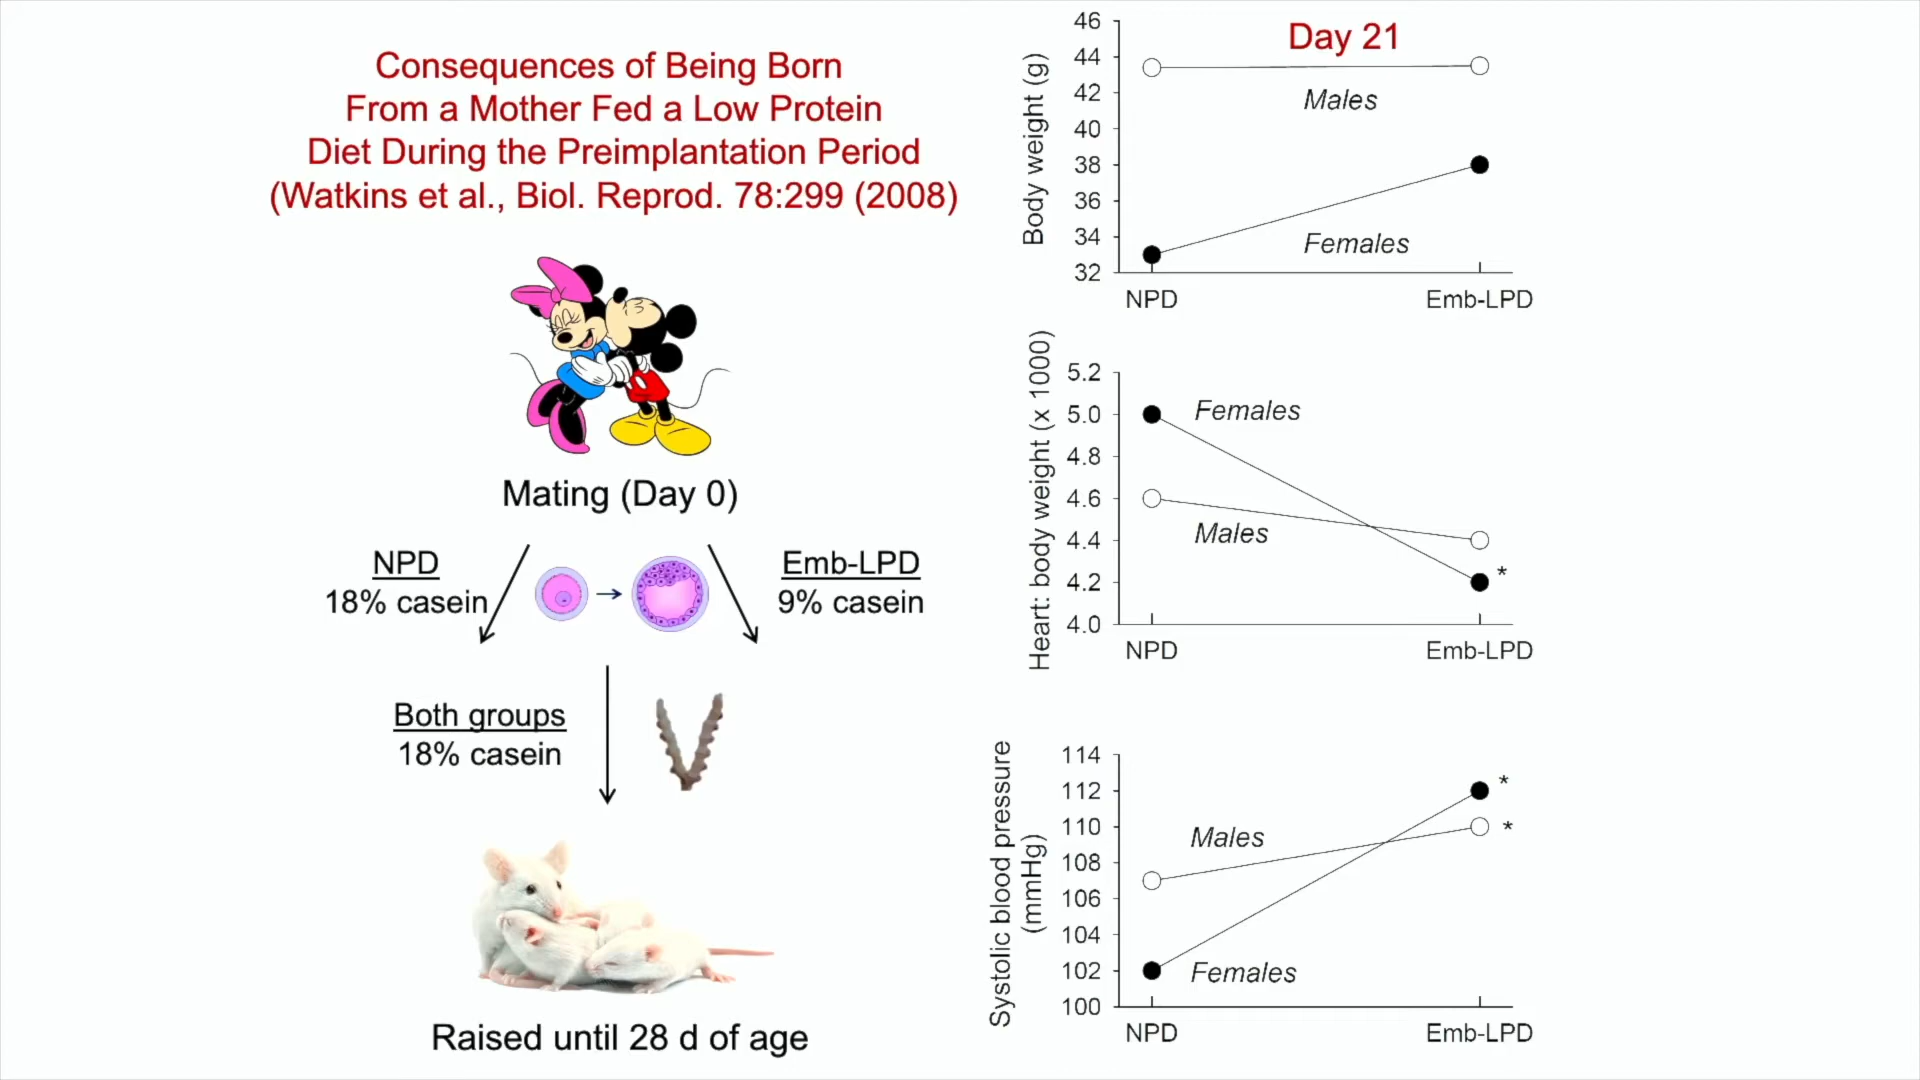 Consequences of Being Born
From a Mother Fed a Low Protein
Diet During the Preimplantation Period
(Watkins et al., Biol. Reprod. 78:299 (2008)
Mating (Day 0)
NPD
18% casein
Emb-LPD
9% casein
Both groups
18% casein
Raised until 28 d of age
Day 21
Body weight (g)
46
44
42
40
38
36
34
32
Males
Females
NPD
Emb-LPD
Heart: body weight (x 1000)
5.2
5.0
4.8
4.6
4.4
4.2
4.0
Females
Males
*
NPD
Emb-LPD
Systolic blood pressure
(mmHg)
114
112
110
108
106
104
102
100
*
*
Males
Females
NPD
Emb-LPD